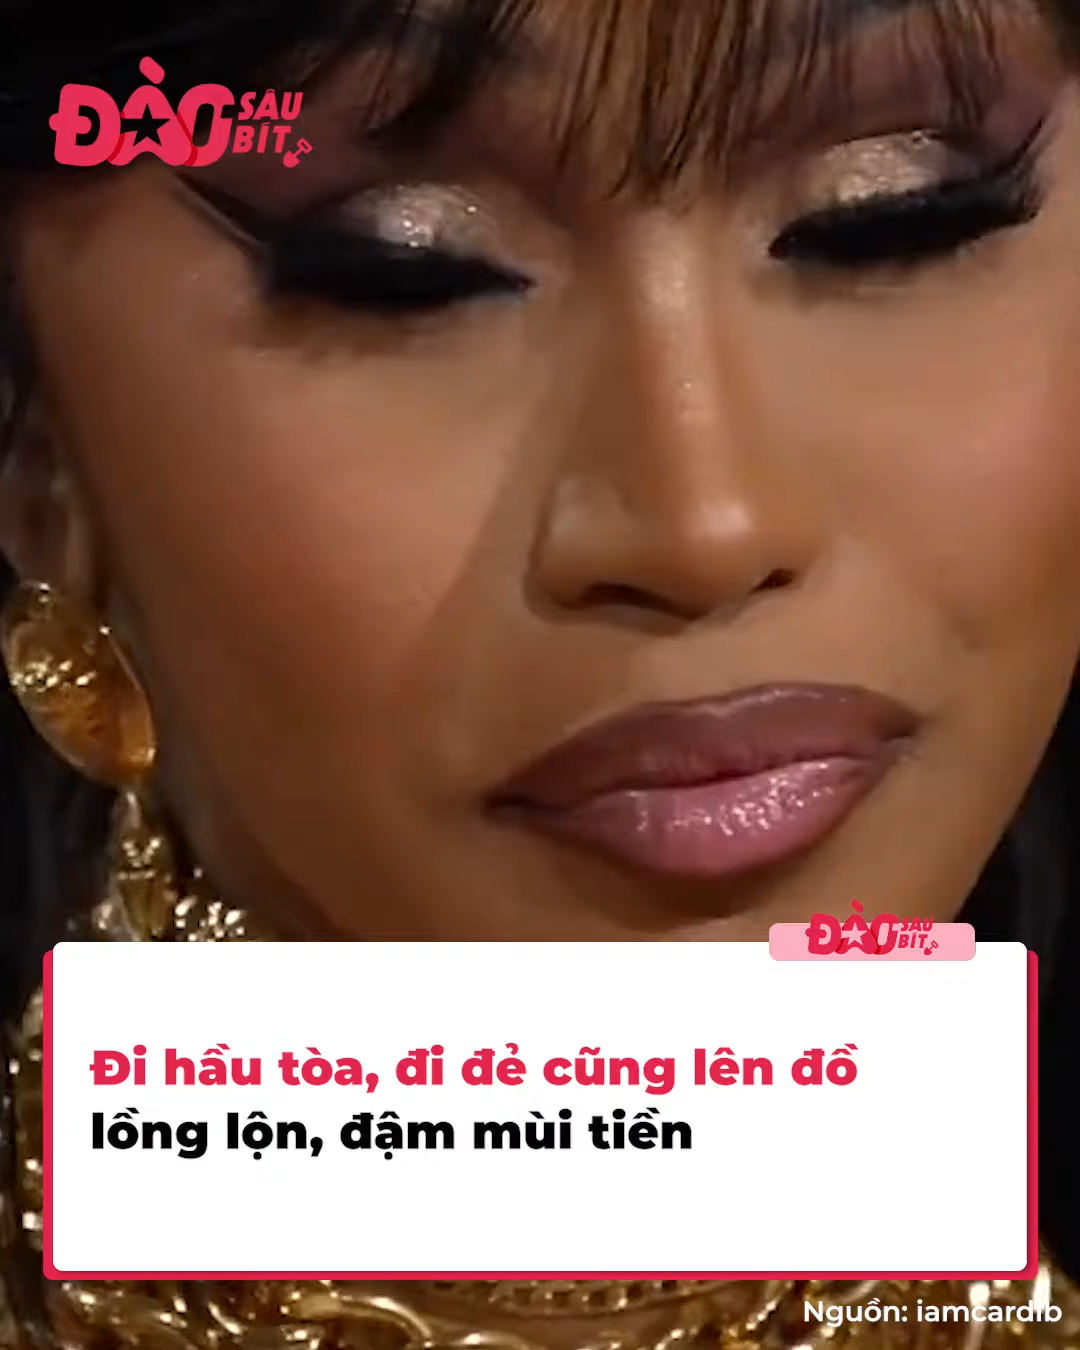 ĐÀO SÂU BÍT
ĐÀO SÂU BÍT
Đi hầu tòa, đi đẻ cũng lên đồ
lồng lộn, đậm mùi tiền
Nguồn: iamcardib